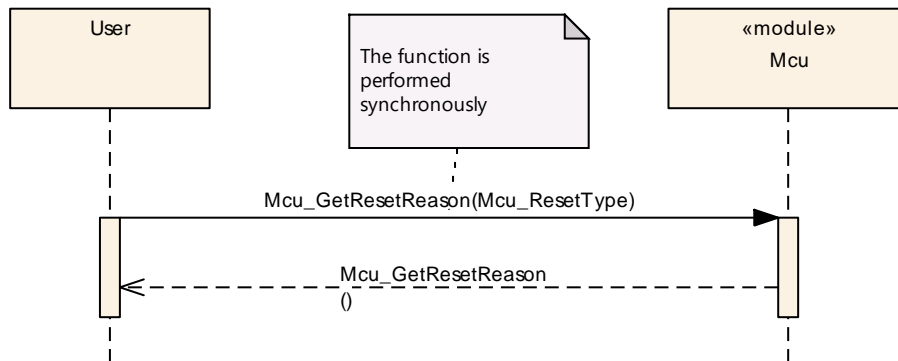 User
The function is
performed
synchronously
«module»
Mcu
Mcu_GetResetReason(Mcu_ResetType)
Mcu_GetResetReason
()